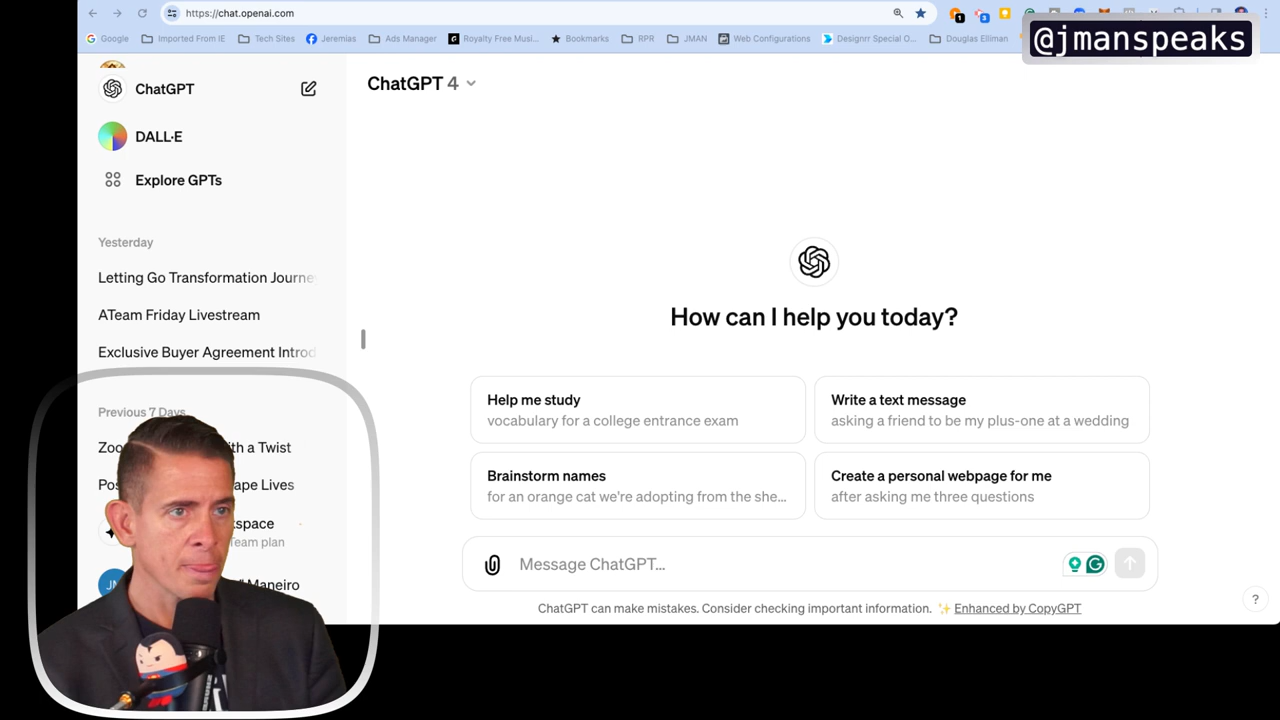 https://chat.openai.com
@jmanspeaks
Google
Imported From IE
Tech Sites
Jeremias
Ads Manager
Royalty Free Musi...
Bookmarks
RPR
JMAN
Web Configurations
Designrr Special O...
Douglas Elliman
ChatGPT
DALL·E
Explore GPTs
Yesterday
Letting Go Transformation Journe
ATeam Friday Livestream
Exclusive Buyer Agreement Introd
Previous 7 Days
th a Twist
ape Lives
Team plan
Maneiro
ChatGPT 4
How can I help you today?
Help me study
vocabulary for a college entrance exam
Write a text message
asking a friend to be my plus-one at a wedding
Brainstorm names
for an orange cat we're adopting from the she...
Create a personal webpage for me
after asking me three questions
Message ChatGPT...
ChatGPT can make mistakes. Consider checking important information. ✨ Enhanced by CopyGPT
?